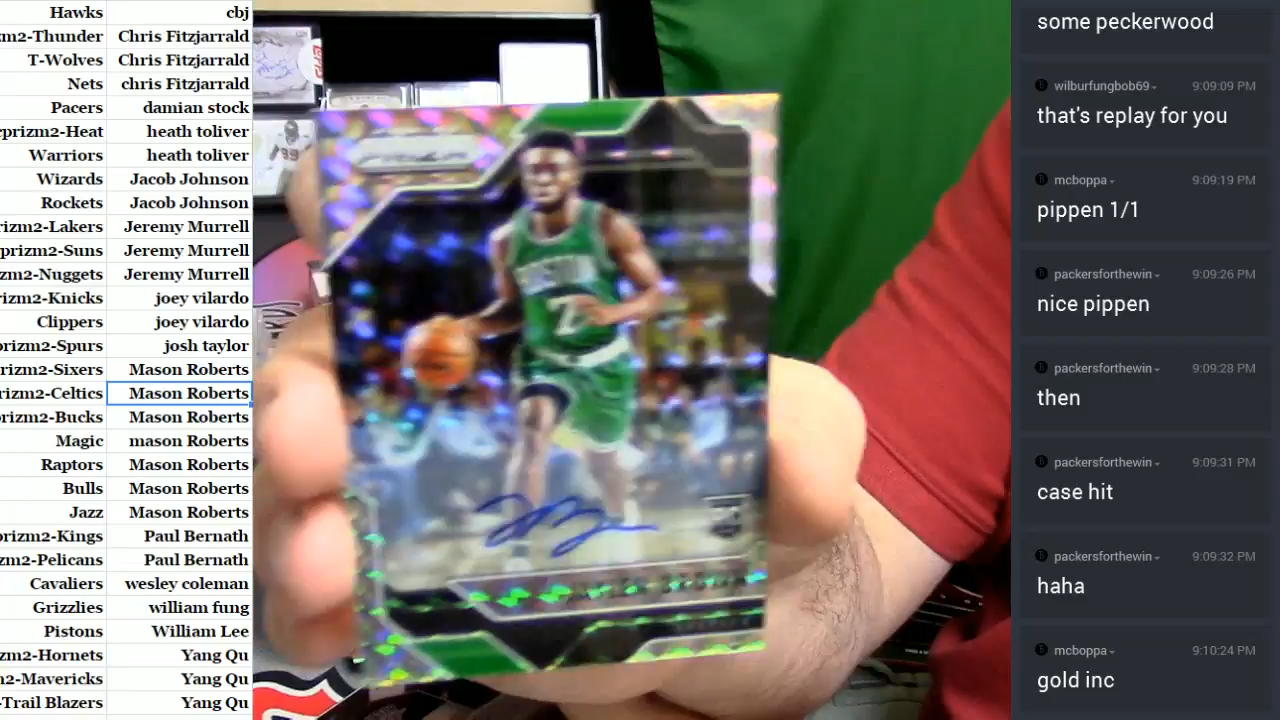 Hawks cbj
zm2-Thunder Chris Fitzjarrald
T-Wolves Chris Fitzjarrald
Nets chris Fitzjarrald
Pacers damian stock
prizm2-Heat heath toliver
Warriors heath toliver
Wizards Jacob Johnson
Rockets Jacob Johnson
rizm2-Lakers Jeremy Murrell
prizm2-Suns Jeremy Murrell
zm2-Nuggets Jeremy Murrell
rizm2-Knicks joey vilardo
Clippers joey vilardo
prizm2-Spurs josh taylor
rizm2-Sixers Mason Roberts
rizm2-Celtics Mason Roberts
prizm2-Bucks Mason Roberts
Magic mason Roberts
Raptors Mason Roberts
Bulls Mason Roberts
Jazz Mason Roberts
prizm2-Kings Paul Bernath
m2-Pelicans Paul Bernath
Cavaliers wesley coleman
Grizzlies william fung
Pistons William Lee
zm2-Hornets Yang Qu
2-Mavericks Yang Qu
-Trail Blazers Yang Qu
BOSTON
7
some peckerwood
wilburfungbob69 9:09:09 PM
that's replay for you
mcboppa 9:09:19 PM
pippen 1/1
packersforthewin 9:09:26 PM
nice pippen
packersforthewin 9:09:28 PM
then
packersforthewin 9:09:31 PM
case hit
packersforthewin 9:09:32 PM
haha
mcboppa 9:10:24 PM
gold inc